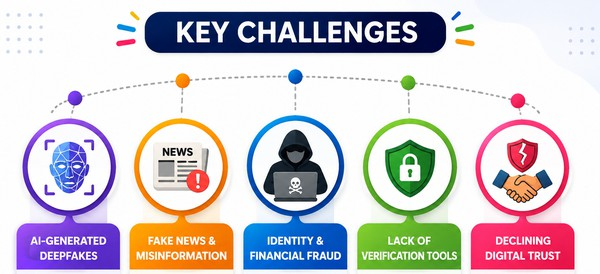 KEY CHALLENGES
NEWS
AI-GENERATED
DEEPFAKES
FAKE NEWS &
MISINFORMATION
IDENTITY &
FINANCIAL FRAUD
LACK OF
VERIFICATION TOOLS
DECLINING
DIGITAL TRUST